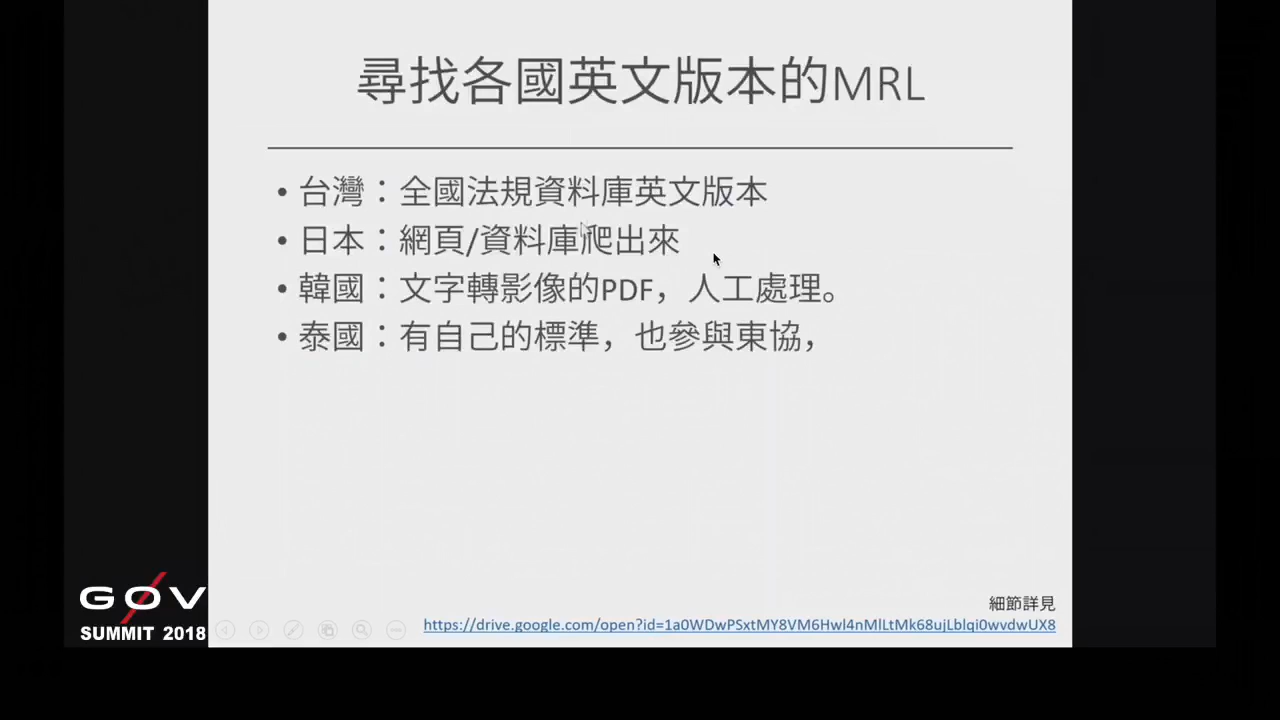 尋找各國英文版本的MRL
• 台灣：全國法規資料庫英文版本
• 日本：網頁/資料庫爬出來
• 韓國：文字轉影像的PDF，人工處理。
• 泰國：有自己的標準，也參與東協，
細節詳見
https://drive.google.com/open?id=1a0WDwPSxtMY8VM6Hwl4nMlLtMk68ujLblqi0wvdwUX8
GØV
SUMMIT 2018